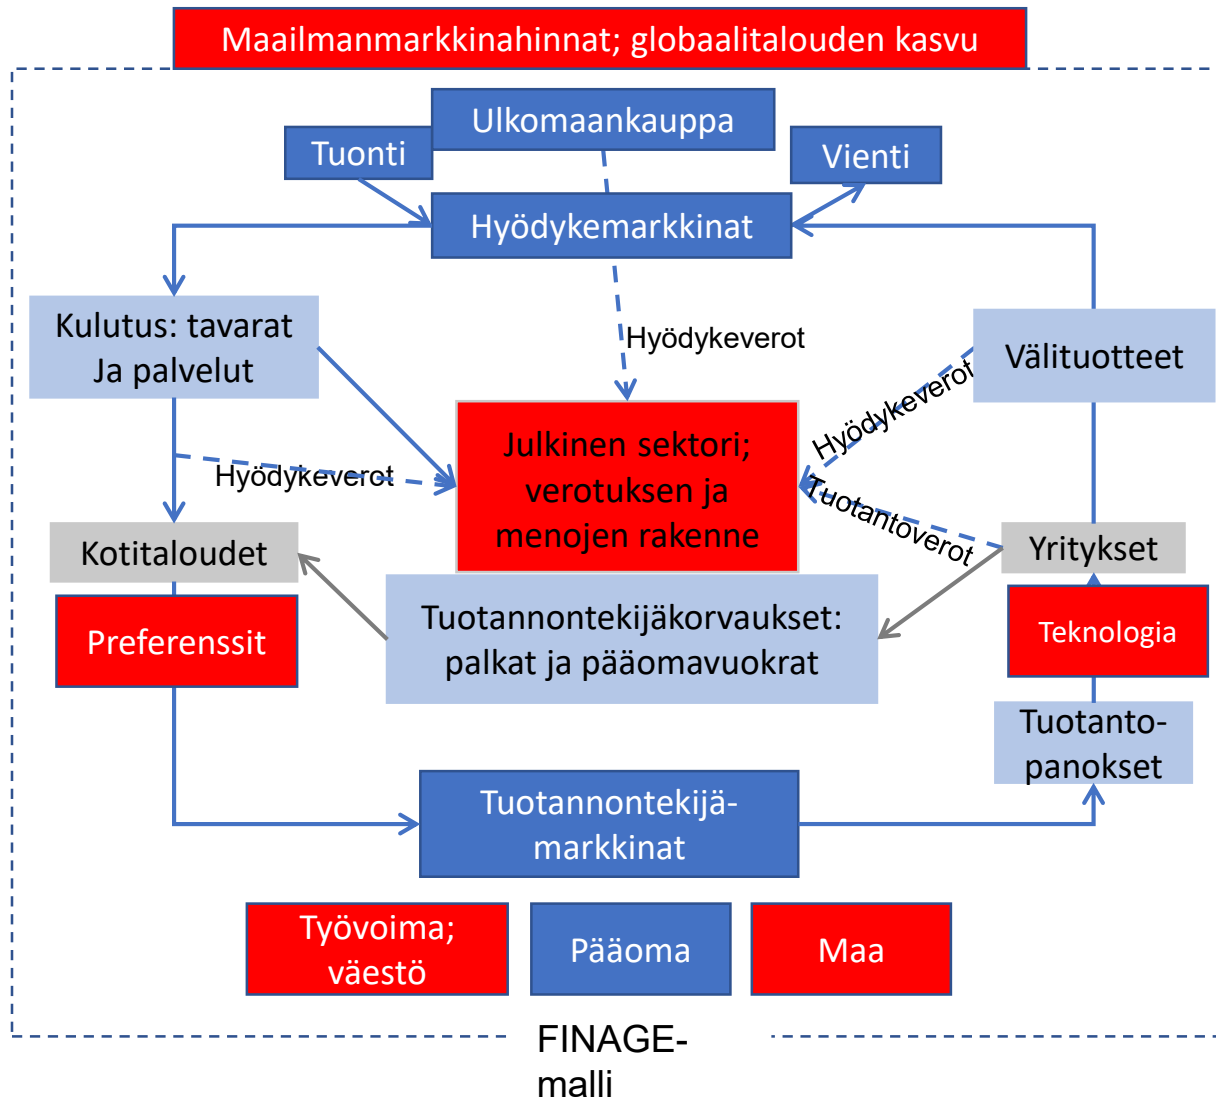 Maailmanmarkkinahinnat; globaalitalouden kasvu
Ulkomaankauppa
Tuonti
Vienti
Hyödykemarkkinat
Kulutus: tavarat
Ja palvelut
Hyödykeverot
Välituotteet
Hyödykeverot
Julkinen sektori;
verotuksen ja
menojen rakenne
Hyödykeverot
Tuotantoverot
Kotitaloudet
Yritykset
Preferenssit
Tuotannontekijäkorvaukset:
palkat ja pääomavuokrat
Teknologia
Tuotanto-
panokset
Tuotannontekijä-
markkinat
Työvoima;
väestö
Pääoma
Maa
FINAGE-
malli